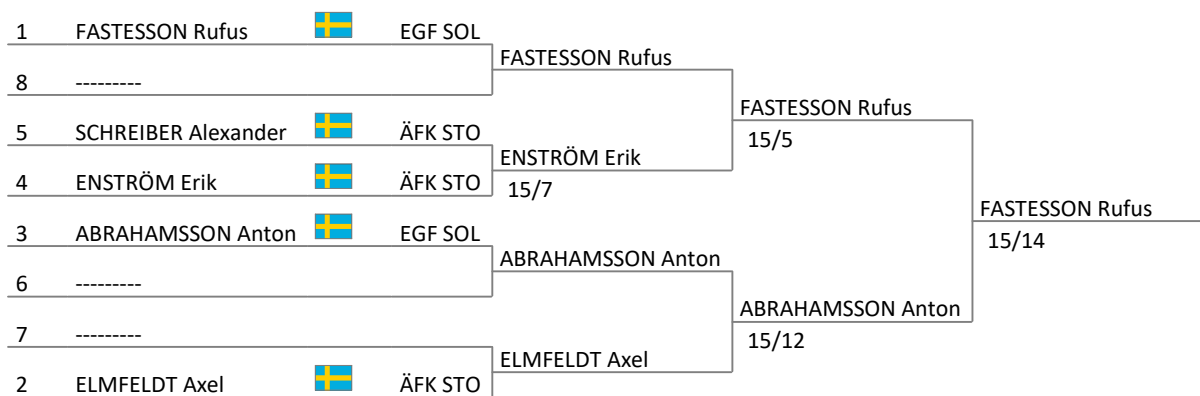 1 FASTESSON Rufus EGF SOL
FASTESSON Rufus
8 ---------
FASTESSON Rufus
15/5
5 SCHREIBER Alexander ÄFK STO
ENSTRÖM Erik
15/7
4 ENSTRÖM Erik ÄFK STO
FASTESSON Rufus
15/14
3 ABRAHAMSSON Anton EGF SOL
ABRAHAMSSON Anton
6 ---------
ABRAHAMSSON Anton
15/12
7 ---------
ELMFELDT Axel
2 ELMFELDT Axel ÄFK STO